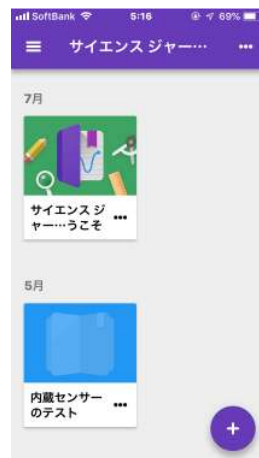 SoftBank 5:16 69%
サイエンス ジャー… •••
7月
サイエンス ジ
ャー…うこそ •••
5月
内蔵センサー
のテスト •••
+